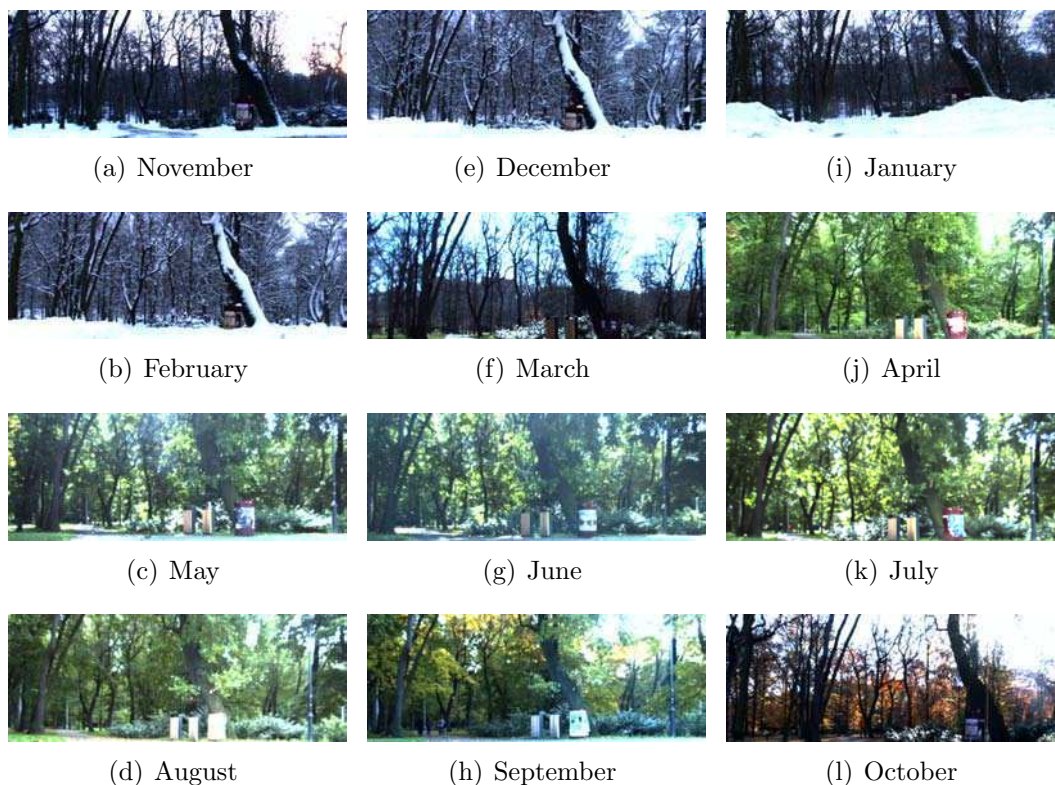 (a) November
(e) December
(i) January
(b) February
(f) March
(j) April
(c) May
(g) June
(k) July
(d) August
(h) September
(l) October